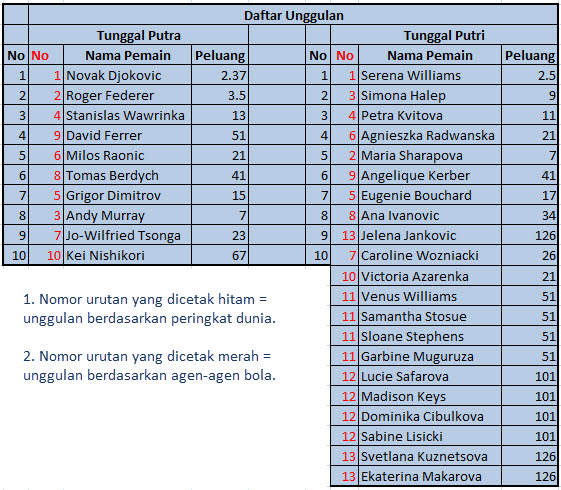 Daftar Unggulan
Tunggal Putra Tunggal Putri
No No Nama Pemain Peluang No No Nama Pemain Peluang
1 1 Novak Djokovic 2.37 1 1 Serena Williams 2.5
2 2 Roger Federer 3.5 2 3 Simona Halep 9
3 4 Stanislas Wawrinka 13 3 4 Petra Kvitova 11
4 9 David Ferrer 51 4 6 Agnieszka Radwanska 21
5 6 Milos Raonic 21 5 2 Maria Sharapova 7
6 8 Tomas Berdych 41 6 9 Angelique Kerber 41
7 5 Grigor Dimitrov 15 7 5 Eugenie Bouchard 17
8 3 Andy Murray 7 8 8 Ana Ivanovic 34
9 7 Jo-Wilfried Tsonga 23 9 13 Jelena Jankovic 126
10 10 Kei Nishikori 67 10 7 Caroline Wozniacki 26
10 Victoria Azarenka 21
11 Venus Williams 51
11 Samantha Stosue 51
11 Sloane Stephens 51
11 Garbine Muguruza 51
12 Lucie Safarova 101
12 Madison Keys 101
12 Dominika Cibulkova 101
12 Sabine Lisicki 101
13 Svetlana Kuznetsova 126
13 Ekaterina Makarova 126
1. Nomor urutan yang dicetak hitam =
unggulan berdasarkan peringkat dunia.
2. Nomor urutan yang dicetak merah =
unggulan berdasarkan agen-agen bola.